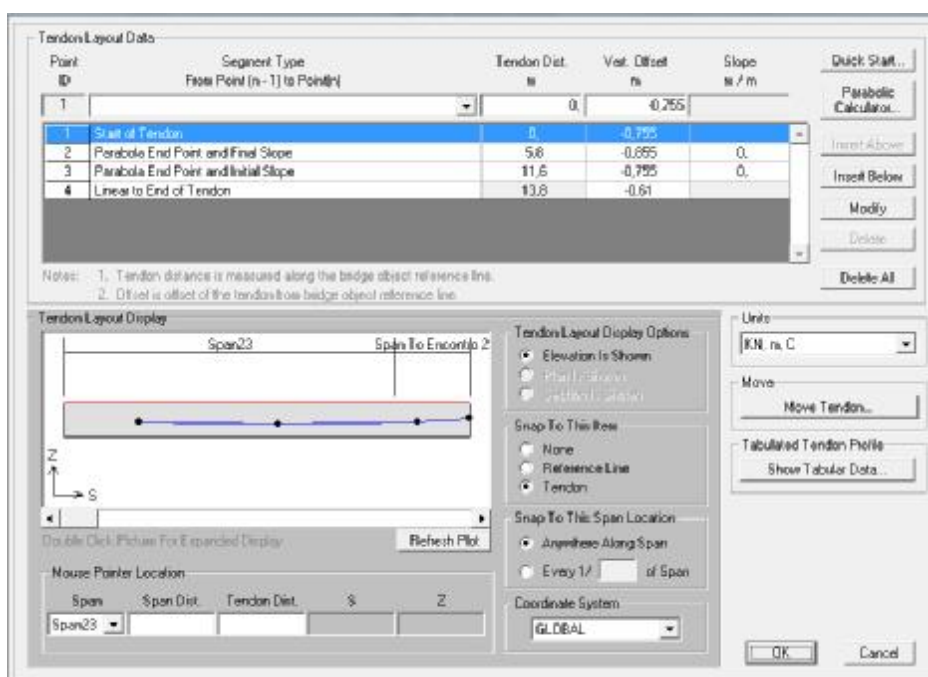 Tendon Layout Data
Point ID
Segment Type From Point (n - 1) to Point(n)
Tendon Dist. m
Vert. Offset m
Slope m / m
1 0, -0,755
1 Start of Tendon 0, -0,755
2 Parabola End Point and Final Slope 5,8 -0,855 0,
3 Parabola End Point and Initial Slope 11,6 -0,755 0,
4 Linear to End of Tendon 13,8 -0,61
Quick Start...
Parabolic Calculator...
Insert Above
Insert Below
Modify
Delete
Delete All
Notes: 1. Tendon distance is measured along the bridge object reference line.
2. Offset is offset of the tendon from bridge object reference line
Tendon Layout Display
Span23
Span To Encontro 2
Z
S
Double Click Picture For Expanded Display
Refresh Plot
Mouse Pointer Location
Span Span Dist. Tendon Dist. S Z
Span23
Tendon Layout Display Options
Elevation Is Shown
Plan Is Shown
Section Is Shown
Snap To This Item
None
Reference Line
Tendon
Snap To This Span Location
Anywhere Along Span
Every 1/ of Span
Coordinate System
GLOBAL
Units
KN, m, C
Move
Move Tendon...
Tabulated Tendon Profile
Show Tabular Data...
OK
Cancel